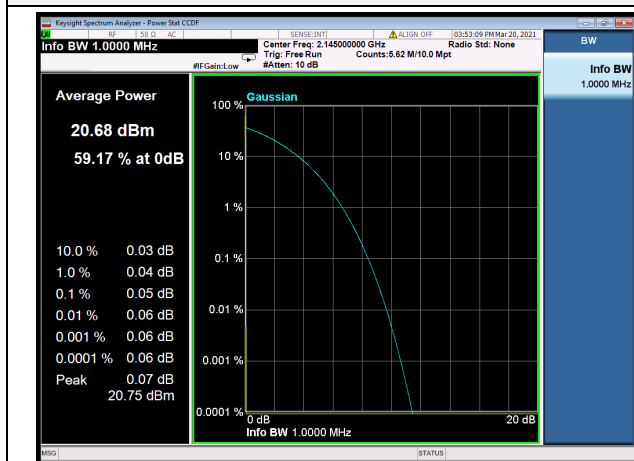 Keysight Spectrum Analyzer - Power Stat CCDF
LXI RF 50 Ω AC SENSE:INT ALIGN OFF 03:53:09 PM Mar 20, 2021
Info BW 1.0000 MHz
Center Freq: 2.145000000 GHz Radio Std: None
Trig: Free Run Counts:5.62 M/10.0 Mpt
#IFGain:Low #Atten: 10 dB
BW
Info BW
1.0000 MHz
Average Power
20.68 dBm
59.17 % at 0dB
10.0 % 0.03 dB
1.0 % 0.04 dB
0.1 % 0.05 dB
0.01 % 0.06 dB
0.001 % 0.06 dB
0.0001 % 0.06 dB
Peak 0.07 dB
20.75 dBm
Gaussian
100 %
10 %
1 %
0.1 %
0.01 %
0.001 %
0.0001 %
0 dB 20 dB
Info BW 1.0000 MHz
MSG STATUS